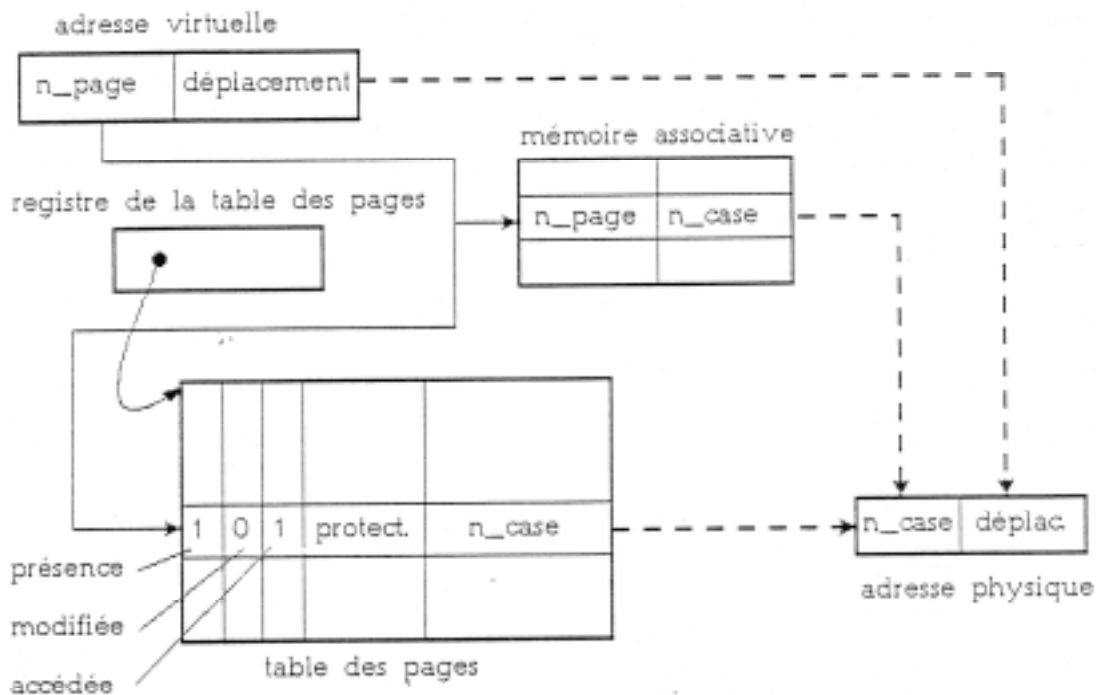 adresse virtuelle
n_page déplacement
mémoire associative
registre de la table des pages
n_page n_case
1 0 1 protect. n_case
n_case déplac.
présence
adresse physique
modifiée
table des pages
accédée